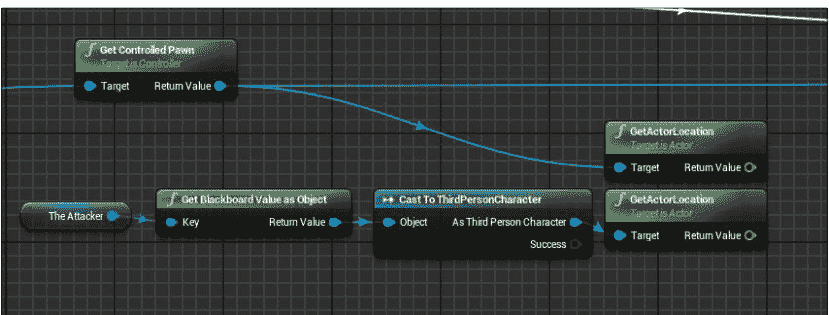 Get Controlled Pawn
Target is Controller
Target Return Value
GetActorLocation
Target is Actor
Target Return Value
The Attacker
Get Blackboard Value as Object
Key Return Value
Cast To ThirdPersonCharacter
Object As Third Person Character
Success
GetActorLocation
Target is Actor
Target Return Value